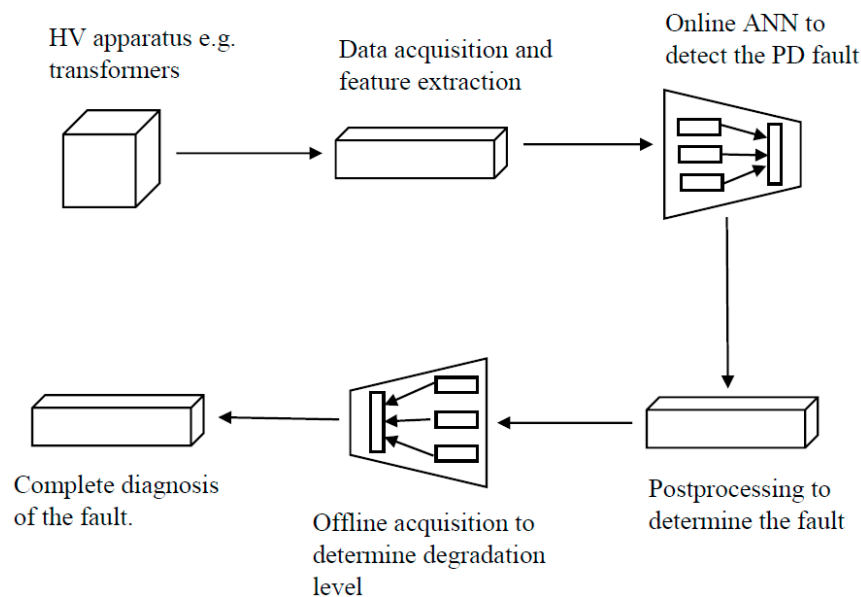 HV apparatus e.g.
transformers
Data acquisition and
feature extraction
Online ANN to
detect the PD fault
Complete diagnosis
of the fault.
Offline acquisition to
determine degradation
level
Postprocessing to
determine the fault